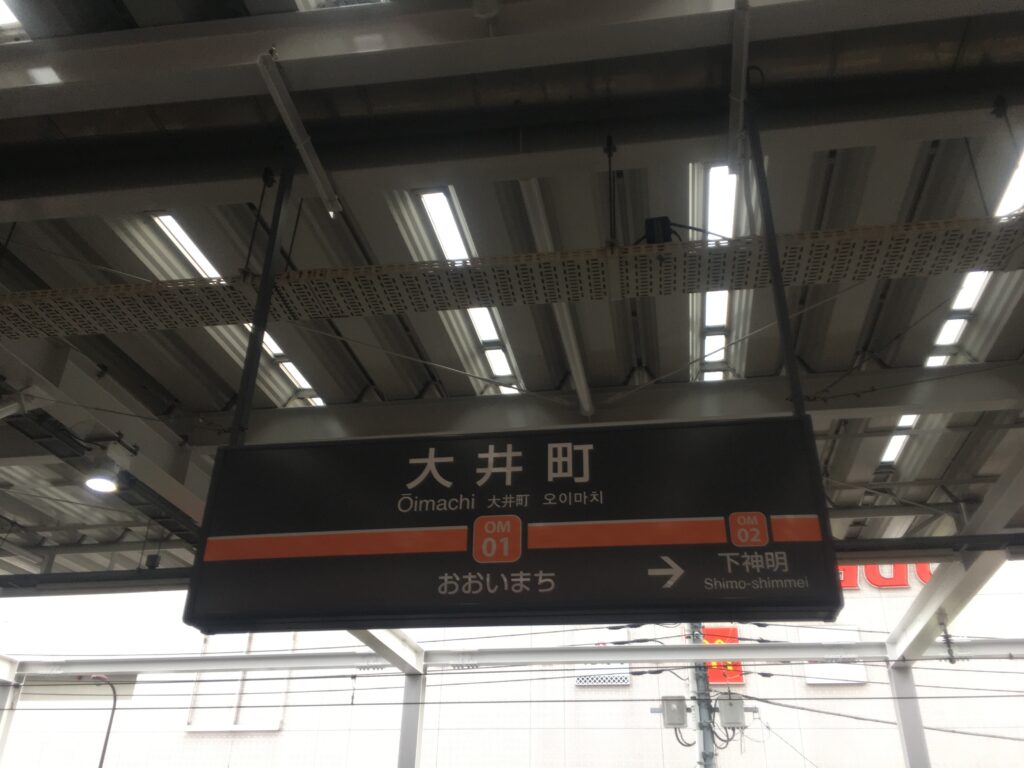 大井町
Ōimachi 大井町 오이마치
OM
01
OM
02
おおいまち
→ 下神明
Shimo-shimmei